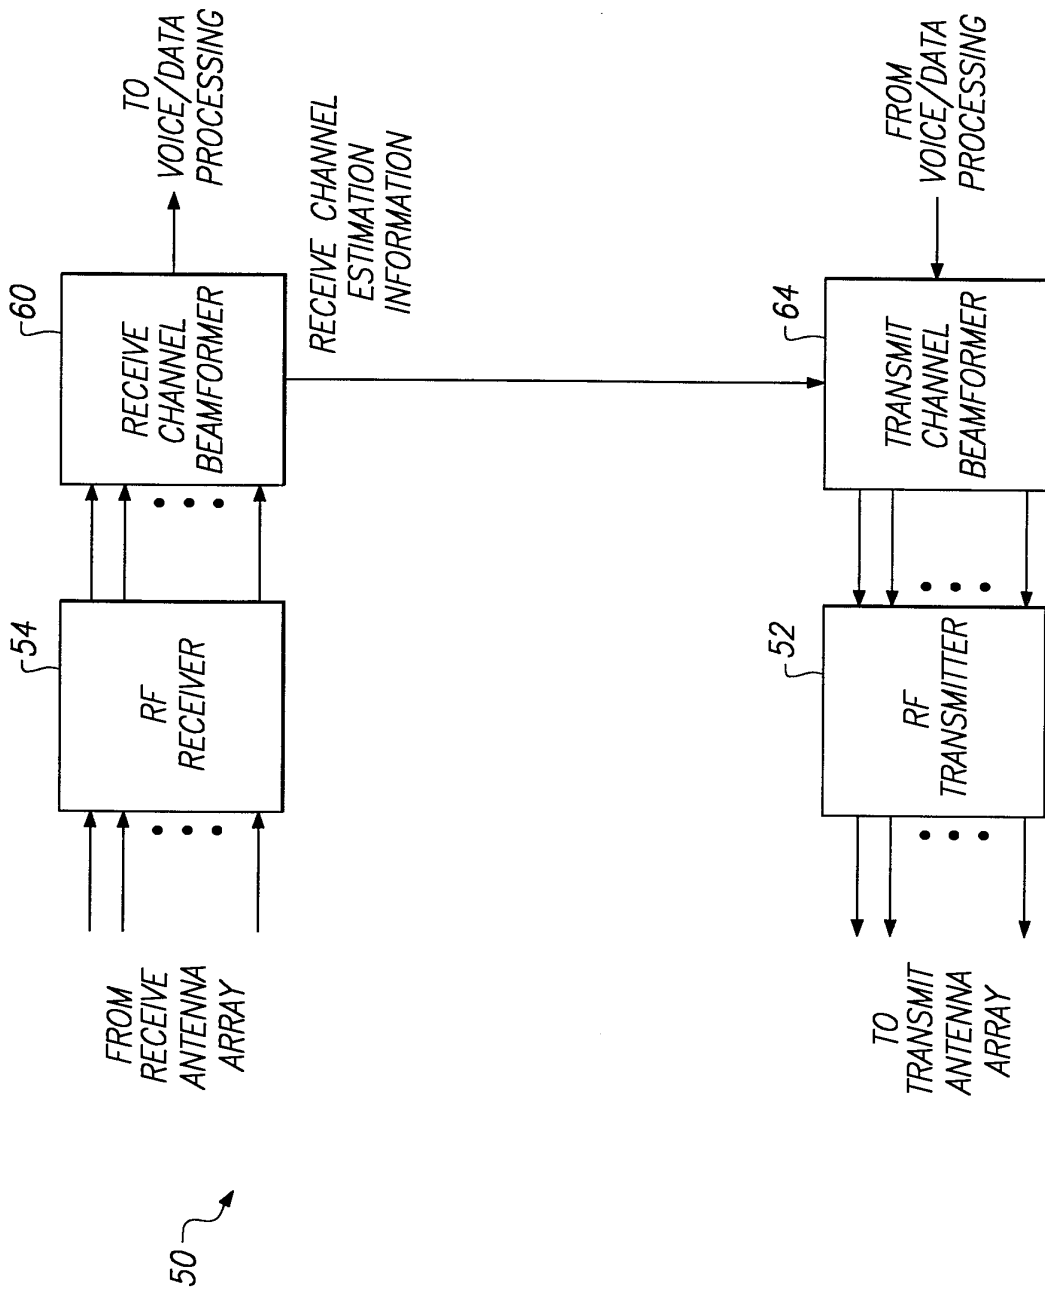 50
FROM
RECEIVE
ANTENNA
ARRAY
54
RF
RECEIVER
60
RECEIVE
CHANNEL
BEAMFORMER
TO
VOICE/DATA
PROCESSING
RECEIVE CHANNEL
ESTIMATION
INFORMATION
TO
TRANSMIT
ANTENNA
ARRAY
52
RF
TRANSMITTER
64
TRANSMIT
CHANNEL
BEAMFORMER
FROM
VOICE/DATA
PROCESSING